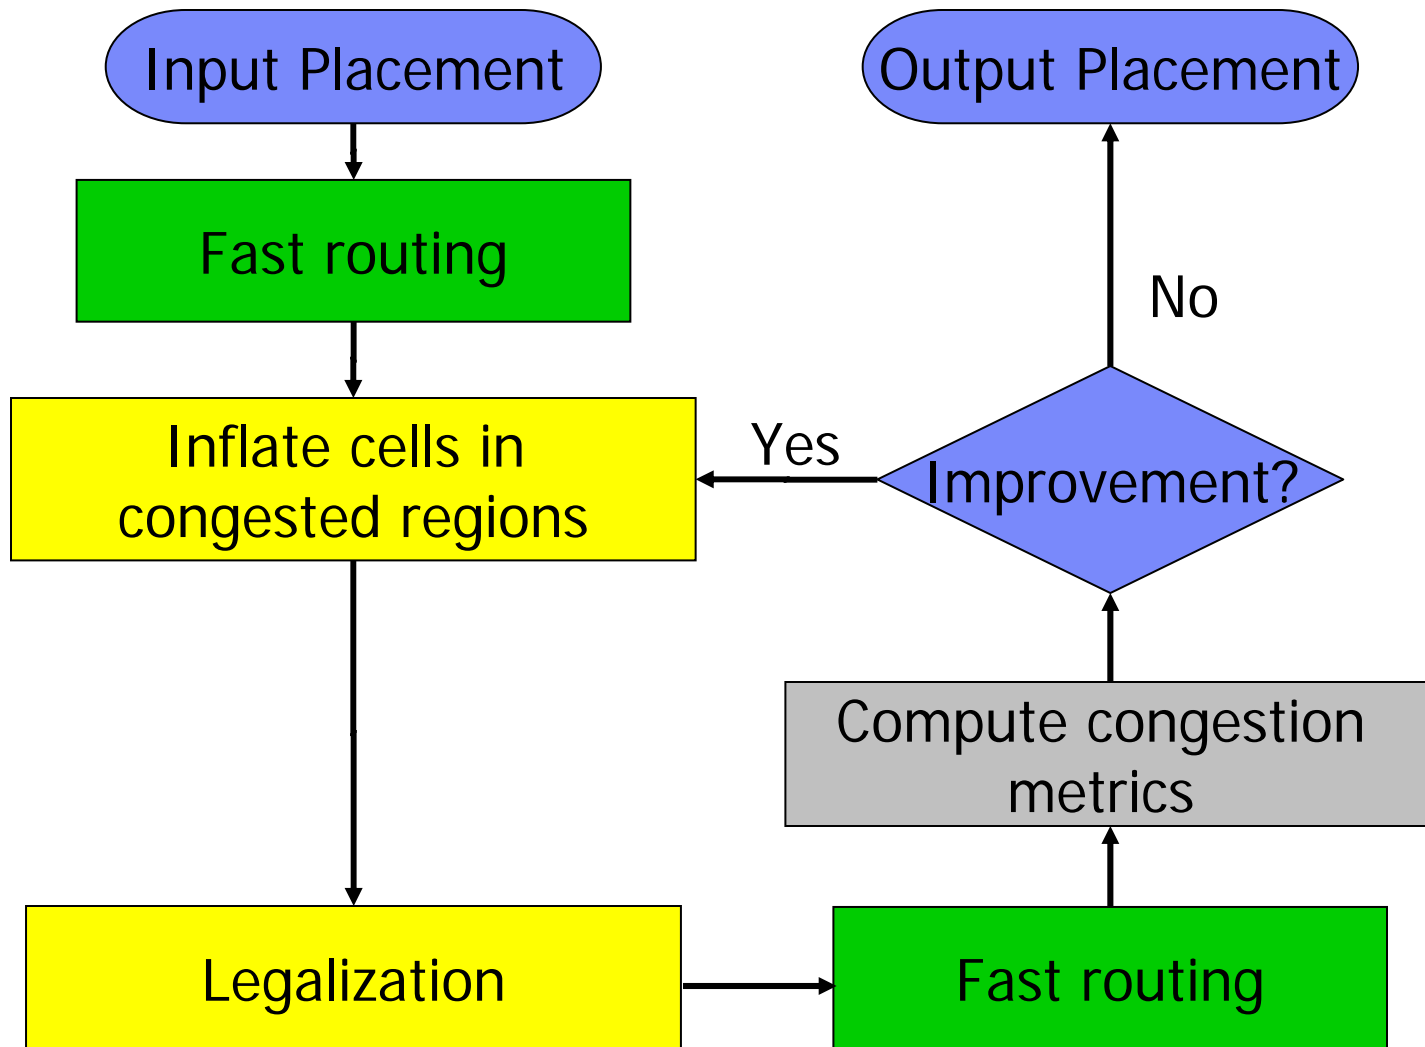 Input Placement
Output Placement
Fast routing
No
Inflate cells in
congested regions
Yes
Improvement?
Compute congestion
metrics
Legalization
Fast routing